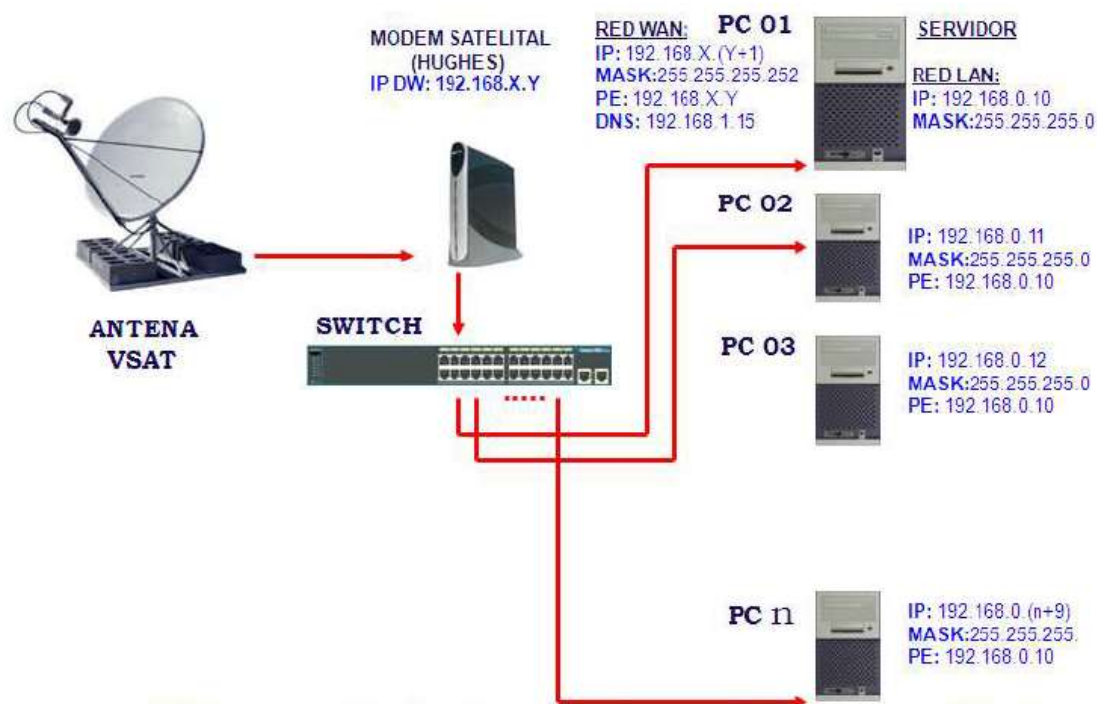 MODEM SATELITAL
(HUGHES)
IP DW: 192.168.X.Y
RED WAN:
IP: 192.168.X.(Y+1)
MASK:255.255.255.252
PE: 192.168.X.Y
DNS: 192.168.1.15
PC 01
SERVIDOR
RED LAN:
IP: 192.168.0.10
MASK:255.255.255.0
PC 02
IP: 192.168.0.11
MASK:255.255.255.0
PE: 192.168.0.10
ANTENA
VSAT
SWITCH
PC 03
IP: 192.168.0.12
MASK:255.255.255.0
PE: 192.168.0.10
PC n
IP: 192.168.0.(n+9)
MASK:255.255.255.
PE: 192.168.0.10